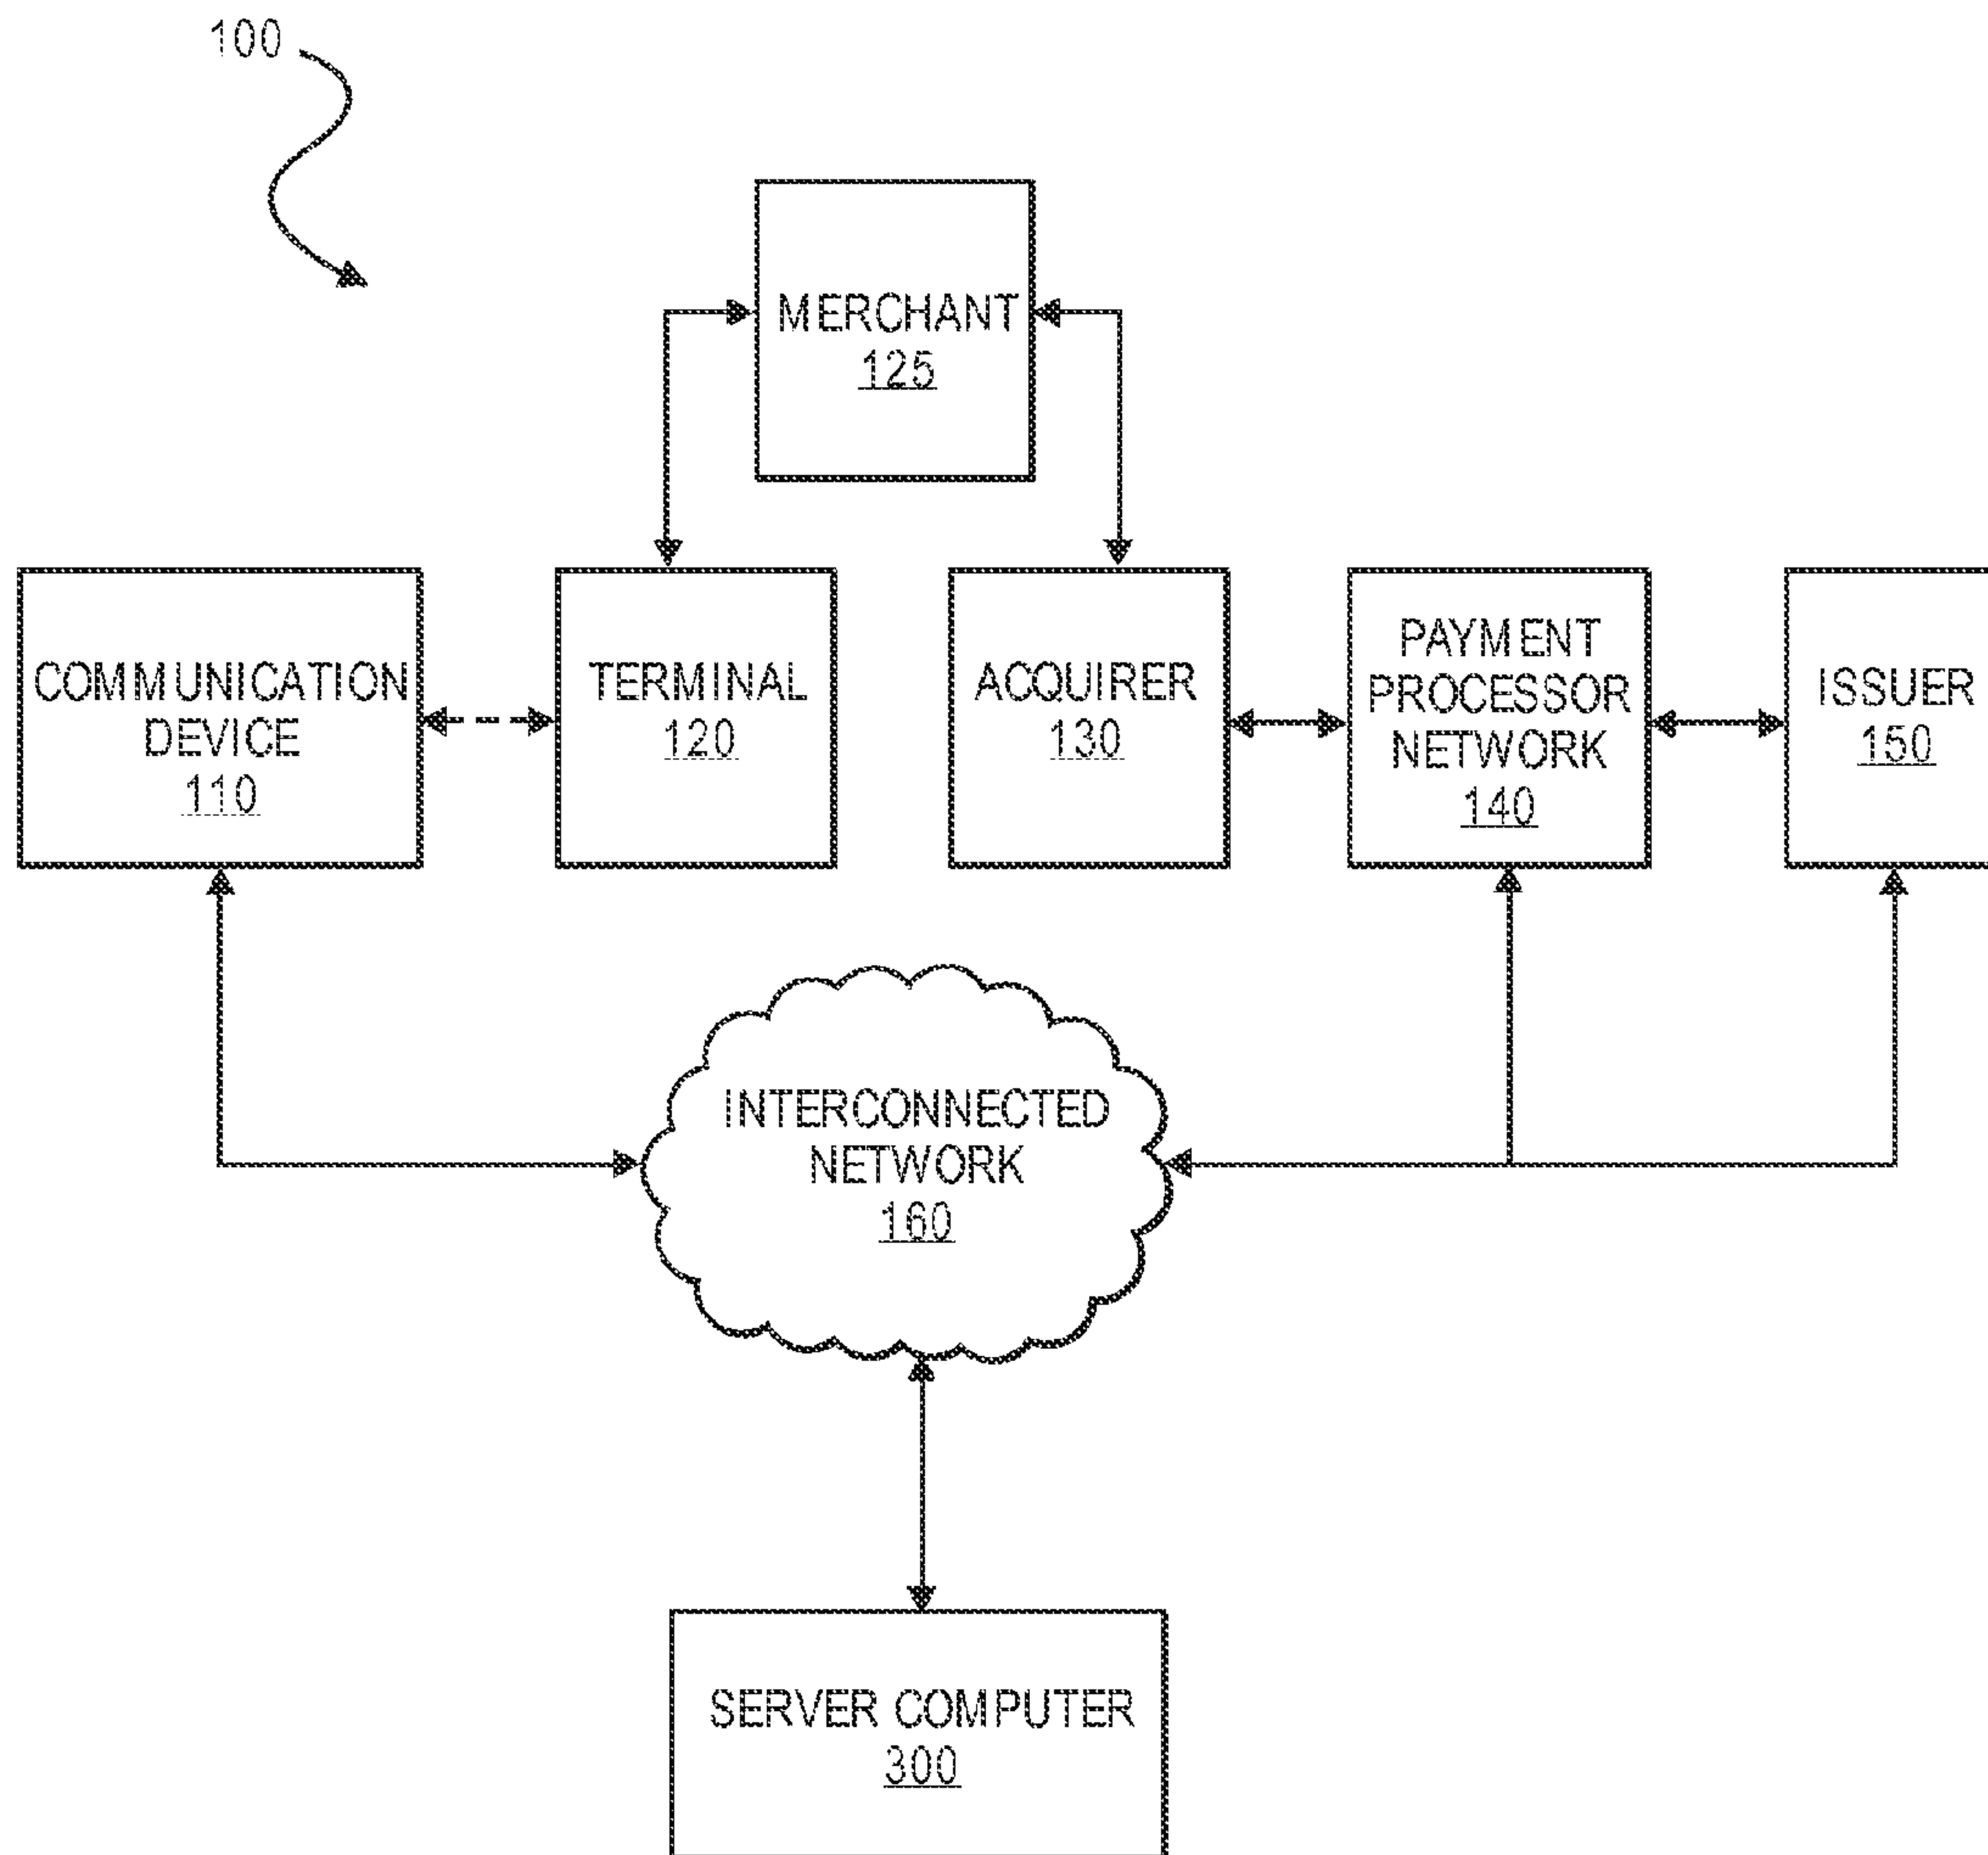 100
MERCHANT
125
COMMUNICATION
DEVICE
110
TERMINAL
120
ACQUIRER
130
PAYMENT
PROCESSOR
NETWORK
140
ISSUER
150
INTERCONNECTED
NETWORK
160
SERVER COMPUTER
300